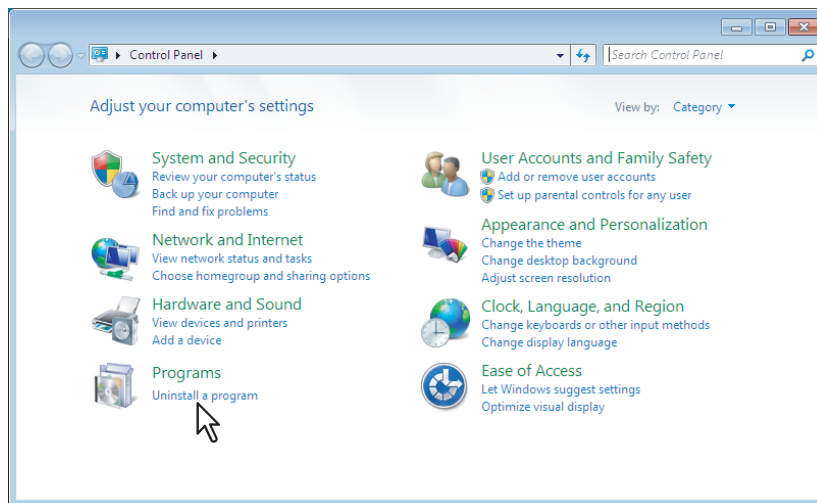 Control Panel
Search Control Panel
Adjust your computer's settings
View by: Category
System and Security
Review your computer's status
Back up your computer
Find and fix problems
Network and Internet
View network status and tasks
Choose homegroup and sharing options
Hardware and Sound
View devices and printers
Add a device
Programs
Uninstall a program
User Accounts and Family Safety
Add or remove user accounts
Set up parental controls for any user
Appearance and Personalization
Change the theme
Change desktop background
Adjust screen resolution
Clock, Language, and Region
Change keyboards or other input methods
Change display language
Ease of Access
Let Windows suggest settings
Optimize visual display